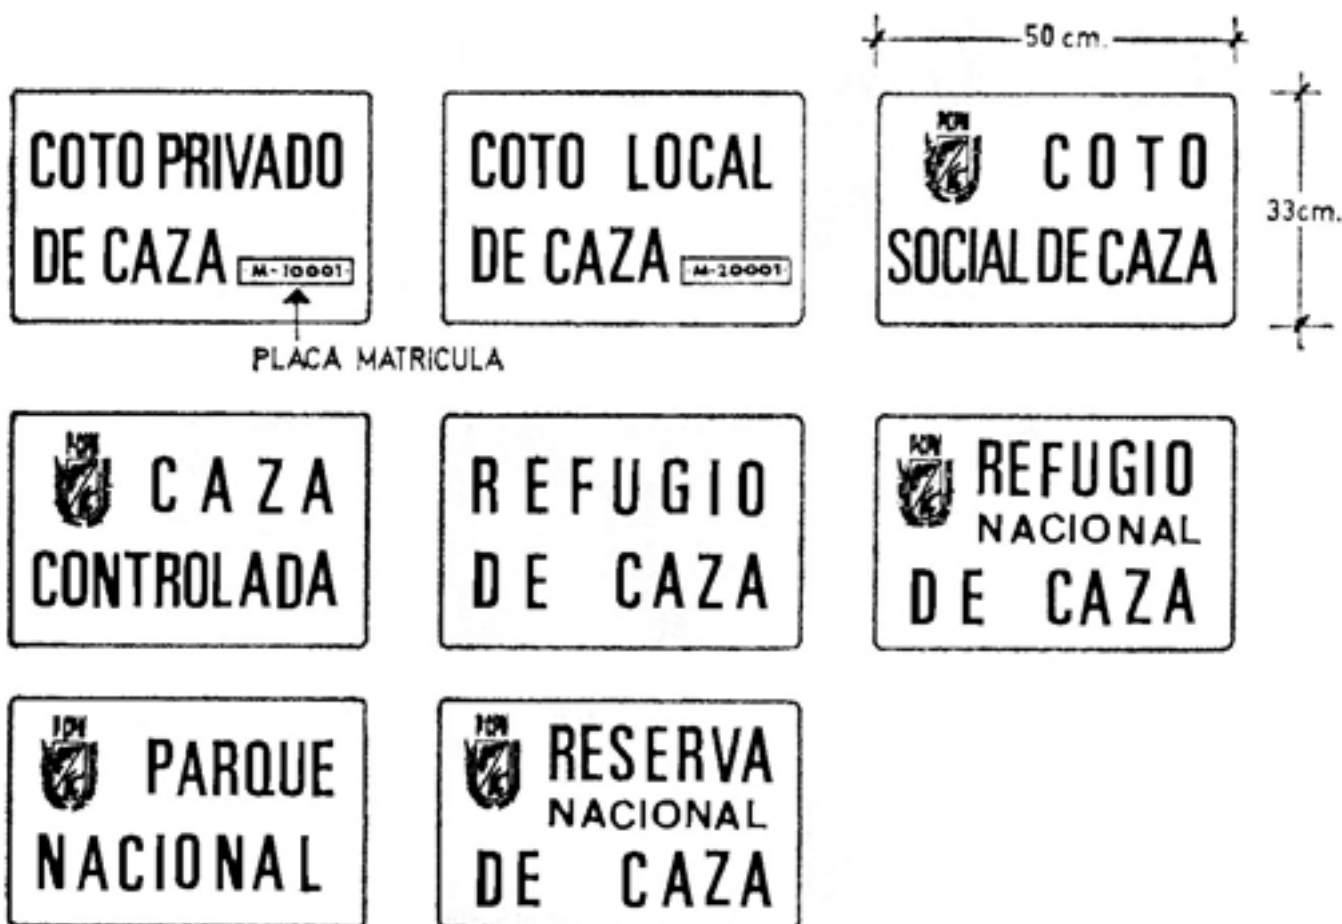 50 cm.
COTO PRIVADO
DE CAZA M-10001
PLACA MATRICULA
COTO LOCAL
DE CAZA M-20001
COTO
SOCIAL DE CAZA
33cm.
CAZA
CONTROLADA
REFUGIO
DE CAZA
REFUGIO
NACIONAL
DE CAZA
PARQUE
NACIONAL
RESERVA
NACIONAL
DE CAZA